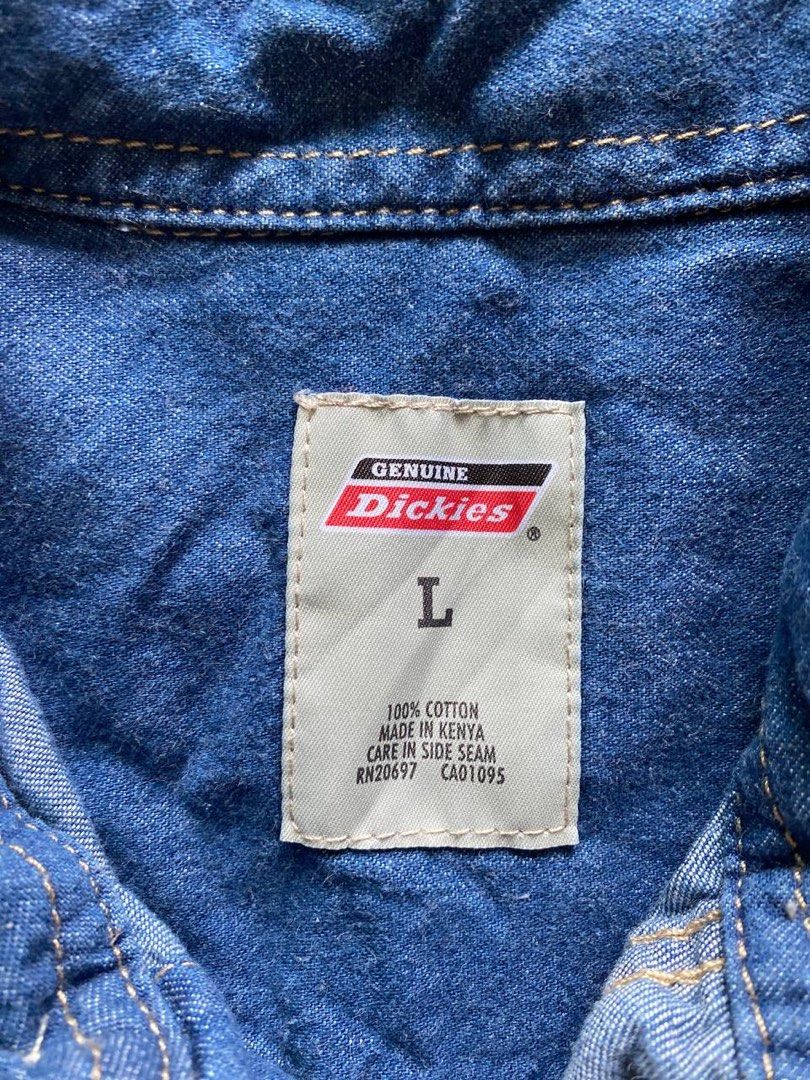 GENUINE
Dickies®
L
100% COTTON
MADE IN KENYA
CARE IN SIDE SEAM
RN20697 CA01095